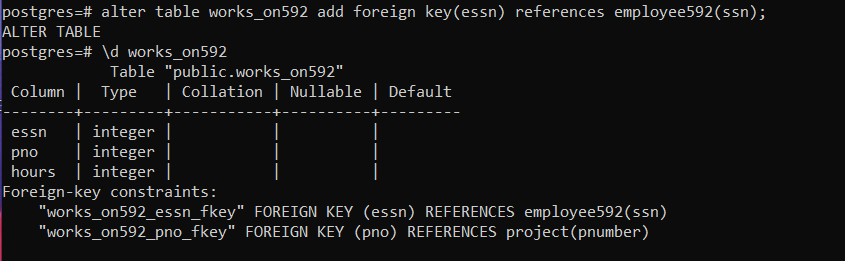 postgres=# alter table works_on592 add foreign key(essn) references employee592(ssn);
ALTER TABLE
postgres=# \d works_on592
            Table "public.works_on592"
 Column |  Type   | Collation | Nullable | Default
--------+---------+-----------+----------+---------
 essn   | integer |           |          |
 pno    | integer |           |          |
 hours  | integer |           |          |
Foreign-key constraints:
    "works_on592_essn_fkey" FOREIGN KEY (essn) REFERENCES employee592(ssn)
    "works_on592_pno_fkey" FOREIGN KEY (pno) REFERENCES project(pnumber)